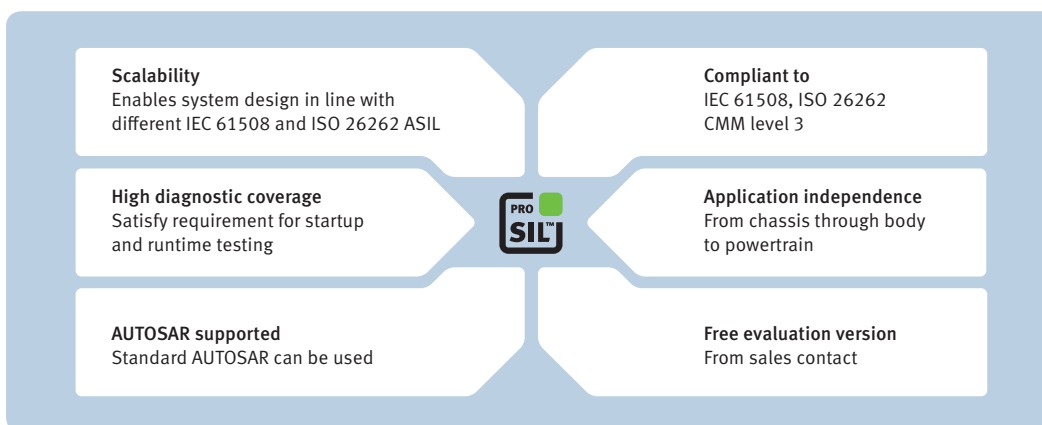 Scalability
Enables system design in line with
different IEC 61508 and ISO 26262 ASIL
Compliant to
IEC 61508, ISO 26262
CMM level 3
High diagnostic coverage
Satisfy requirement for startup
and runtime testing
PRO
SIL™
Application independence
From chassis through body
to powertrain
AUTOSAR supported
Standard AUTOSAR can be used
Free evaluation version
From sales contact